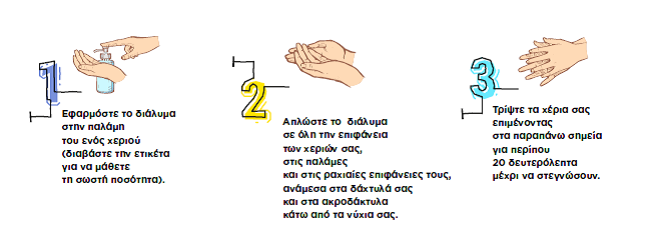 1
Εφαρμόστε το διάλυμα
στην παλάμη
του ενός χεριού
(διαβάστε την ετικέτα
για να μάθετε
τη σωστή ποσότητα).
2
Απλώστε το διάλυμα
σε όλη την επιφάνεια
των χεριών σας,
στις παλάμες
και στις ραχιαίες επιφάνειες τους,
ανάμεσα στα δάχτυλά σας
και στα ακροδάκτυλα
κάτω από τα νύχια σας.
3
Τρίψτε τα χέρια σας
επιμένοντας
στα παραπάνω σημεία
για περίπου
20 δευτερόλεπτα
μέχρι να στεγνώσουν.